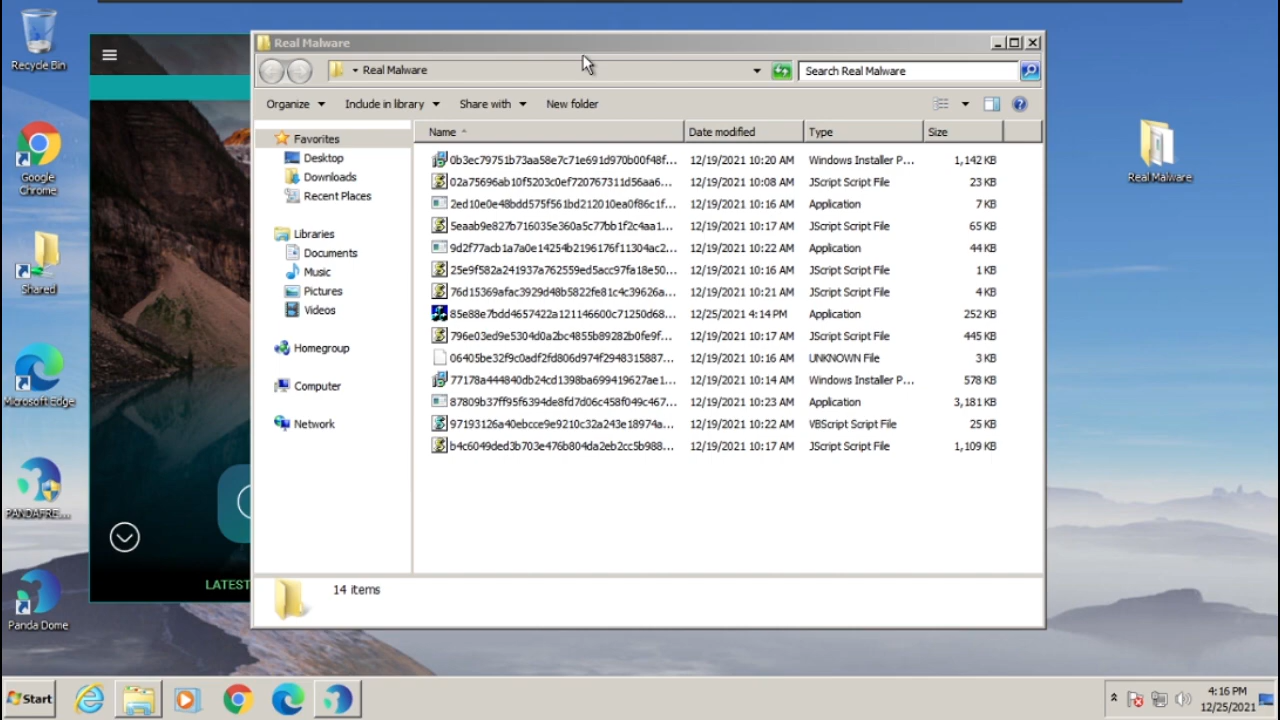 Recycle Bin
Google
Chrome
Shared
Microsoft Edge
PANDAFRE...
Panda Dome
LATEST
Real Malware
Real Malware
Search Real Malware
Organize Include in library Share with New folder
Favorites
Desktop
Downloads
Recent Places
Libraries
Documents
Music
Pictures
Videos
Homegroup
Computer
Network
Name Date modified Type Size
0b3ec79751b73aa58e7c71e691d970b00f48f... 12/19/2021 10:20 AM Windows Installer P... 1,142 KB
02a75696ab10f5203c0ef720767311d56aa6... 12/19/2021 10:08 AM JScript Script File 23 KB
2ed10e0e48bdd575f561bd212010ea0f86c1f... 12/19/2021 10:16 AM Application 7 KB
5eaab9e827b716035e360a5c77bb1f2c4aa1... 12/19/2021 10:17 AM JScript Script File 65 KB
9d2f77acb1a7a0e14254b2196176f11304ac2... 12/19/2021 10:22 AM Application 44 KB
25e9f582a241937a762559ed5acc97fa18e50... 12/19/2021 10:16 AM JScript Script File 1 KB
76d15369afac3929d48b5822fe81c4c39626a... 12/19/2021 10:21 AM JScript Script File 4 KB
85e88e7bdd4657422a121146600c71250d68... 12/25/2021 4:14 PM Application 252 KB
796e03ed9e5304d0a2bc4855b89282b0fe9f... 12/19/2021 10:17 AM JScript Script File 445 KB
06405be32f9c0adf2fd806d974f2948315887... 12/19/2021 10:16 AM UNKNOWN File 3 KB
77178a444840db24cd1398ba699419627ae1... 12/19/2021 10:14 AM Windows Installer P... 578 KB
87809b37ff95f6394de8fd7d06c458f049c467... 12/19/2021 10:23 AM Application 3,181 KB
97193126a40ebcce9e9210c32a243e18974a... 12/19/2021 10:22 AM VBScript Script File 25 KB
b4c6049ded3b703e476b804da2eb2cc5b988... 12/19/2021 10:17 AM JScript Script File 1,109 KB
14 items
Real Malware
Start
4:16 PM
12/25/2021